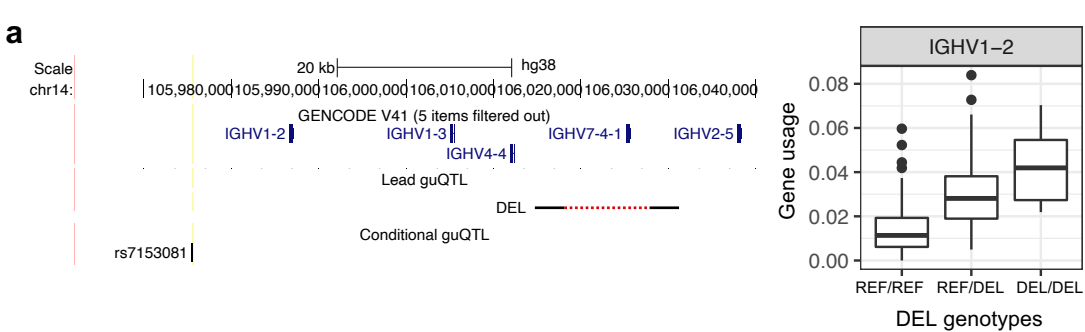 a
Scale
20 kb
hg38
chr14:
105,980,000
105,990,000
106,000,000
106,010,000
106,020,000
106,030,000
106,040,000
GENCODE V41 (5 items filtered out)
IGHV1-2
IGHV1-3
IGHV7-4-1
IGHV2-5
IGHV4-4
Lead guQTL
DEL
Conditional guQTL
rs7153081
IGHV1−2
Gene usage
0.08
0.06
0.04
0.02
0.00
REF/REF
REF/DEL
DEL/DEL
DEL genotypes